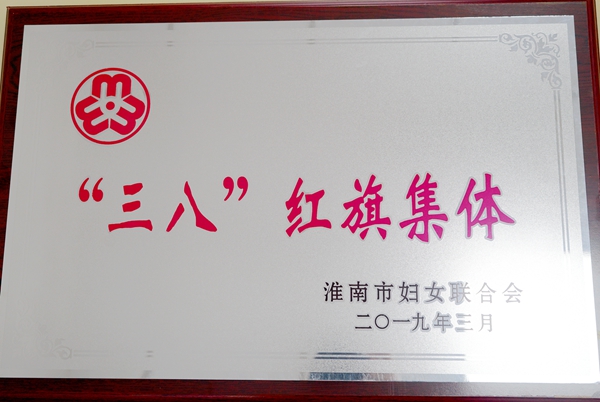 “三八”红旗集体
淮南市妇女联合会
二〇一九年三月